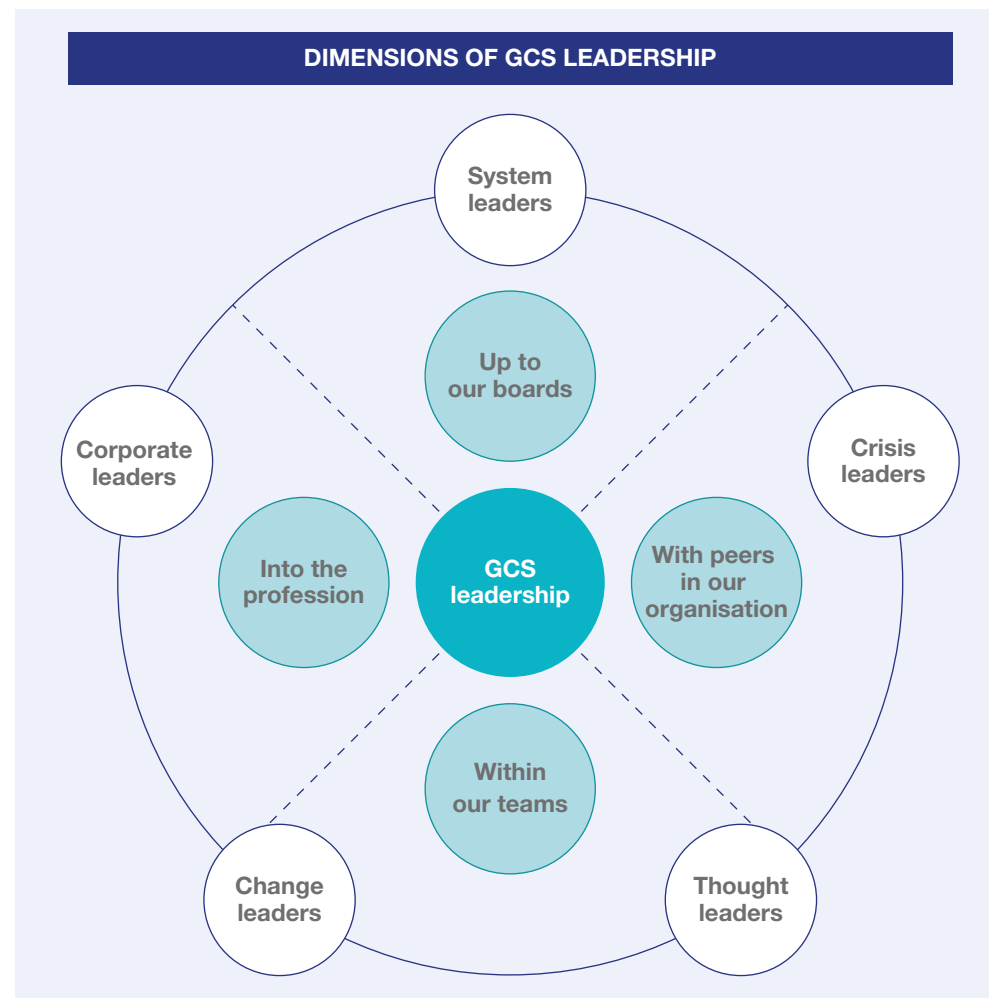 DIMENSIONS OF GCS LEADERSHIP
System
leaders
Up to
our boards
Corporate
leaders
Crisis
leaders
Into the
profession
GCS
leadership
With peers
in our
organisation
Within
our teams
Change
leaders
Thought
leaders